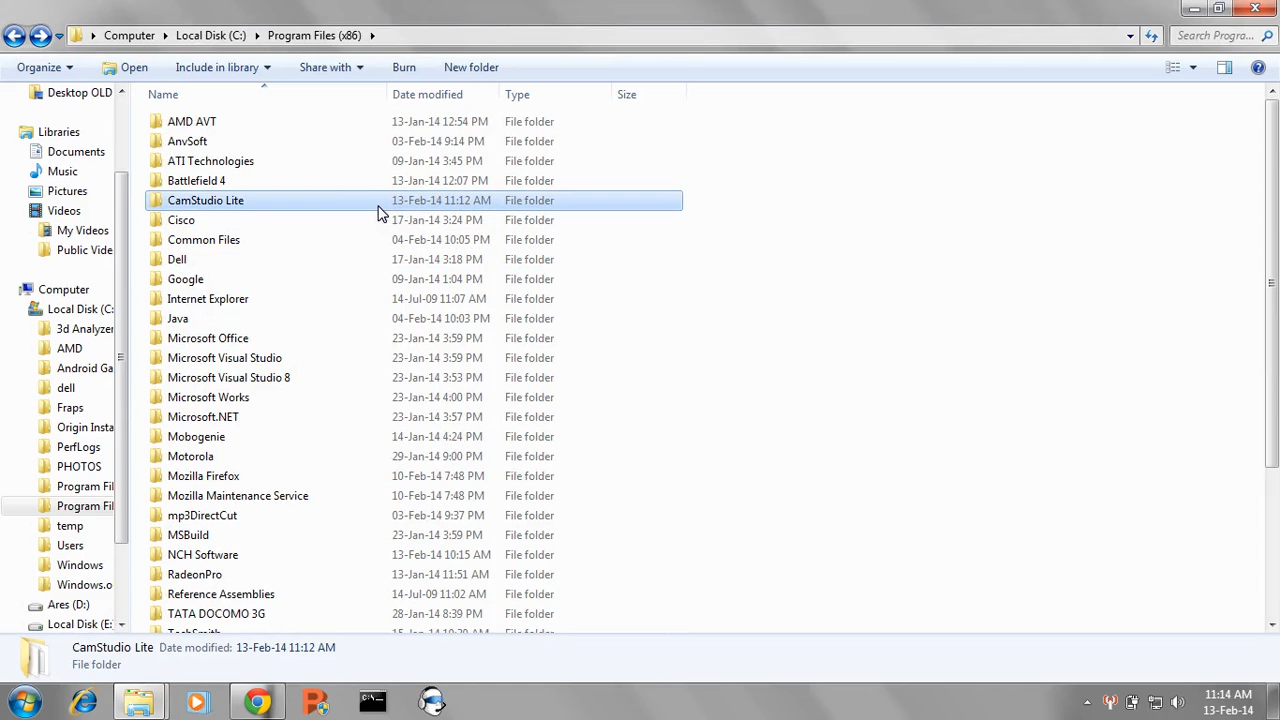 Computer Local Disk (C:) Program Files (x86) Search Progra...
Organize Open Include in library Share with Burn New folder
Name Date modified Type Size
Desktop OLD
Libraries
Documents
Music
Pictures
Videos
My Videos
Public Vide
Computer
Local Disk (C:
3d Analyzer
AMD
Android Ga
dell
Fraps
Origin Insta
PerfLogs
PHOTOS
Program Fil
Program Fil
temp
Users
Windows
Windows.o
Ares (D:)
Local Disk (E:
AMD AVT 13-Jan-14 12:54 PM File folder
AnvSoft 03-Feb-14 9:14 PM File folder
ATI Technologies 09-Jan-14 3:45 PM File folder
Battlefield 4 13-Jan-14 12:07 PM File folder
CamStudio Lite 13-Feb-14 11:12 AM File folder
Cisco 17-Jan-14 3:24 PM File folder
Common Files 04-Feb-14 10:05 PM File folder
Dell 17-Jan-14 3:18 PM File folder
Google 09-Jan-14 1:04 PM File folder
Internet Explorer 14-Jul-09 11:07 AM File folder
Java 04-Feb-14 10:03 PM File folder
Microsoft Office 23-Jan-14 3:59 PM File folder
Microsoft Visual Studio 23-Jan-14 3:59 PM File folder
Microsoft Visual Studio 8 23-Jan-14 3:53 PM File folder
Microsoft Works 23-Jan-14 4:00 PM File folder
Microsoft.NET 23-Jan-14 3:57 PM File folder
Mobogenie 14-Jan-14 4:24 PM File folder
Motorola 29-Jan-14 9:00 PM File folder
Mozilla Firefox 10-Feb-14 7:48 PM File folder
Mozilla Maintenance Service 10-Feb-14 7:48 PM File folder
mp3DirectCut 03-Feb-14 9:37 PM File folder
MSBuild 23-Jan-14 3:59 PM File folder
NCH Software 13-Feb-14 10:15 AM File folder
RadeonPro 13-Jan-14 11:51 AM File folder
Reference Assemblies 14-Jul-09 11:02 AM File folder
TATA DOCOMO 3G 28-Jan-14 8:39 PM File folder
CamStudio Lite Date modified: 13-Feb-14 11:12 AM
File folder
11:14 AM
13-Feb-14